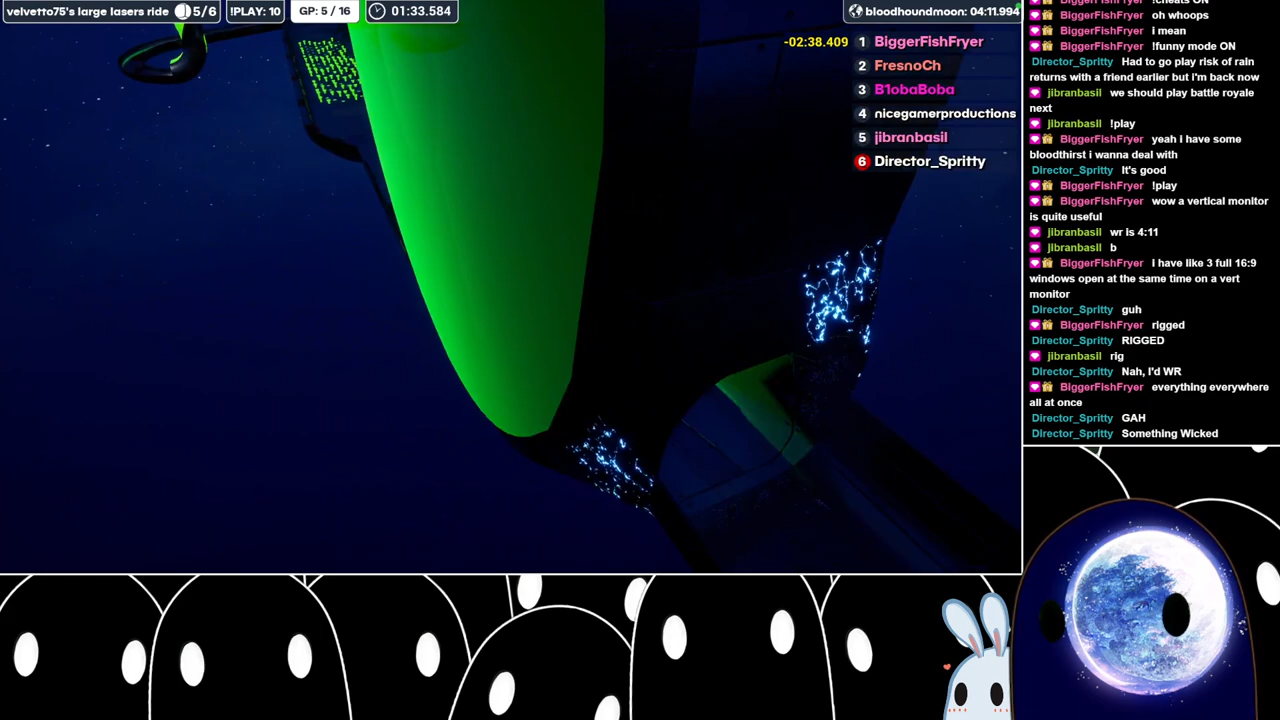 velvetto75's large lasers ride 5/6
!PLAY: 10
GP: 5 / 16
01:33.584
bloodhoundmoon: 04:11.994
-02:38.409 1 BiggerFishFryer
2 FresnoCh
3 B1obaBoba
4 nicegamerproductions
5 jibranbasil
6 Director_Spritty
BiggerFishFryer !cheats ON
BiggerFishFryer oh whoops
BiggerFishFryer i mean
BiggerFishFryer !funny mode ON
Director_Spritty Had to go play risk of rain
returns with a friend earlier but i'm back now
jibranbasil we should play battle royale
next
jibranbasil !play
BiggerFishFryer yeah I have some
bloodthirst i wanna deal with
Director_Spritty It's good
BiggerFishFryer !play
BiggerFishFryer wow a vertical monitor
is quite useful
jibranbasil wr is 4:11
jibranbasil b
BiggerFishFryer I have like 3 full 16:9
windows open at the same time on a vert
monitor
Director_Spritty guh
BiggerFishFryer rigged
Director_Spritty RIGGED
jibranbasil rig
Director_Spritty Nah, I'd WR
BiggerFishFryer everything everywhere
all at once
Director_Spritty GAH
Director_Spritty Something Wicked